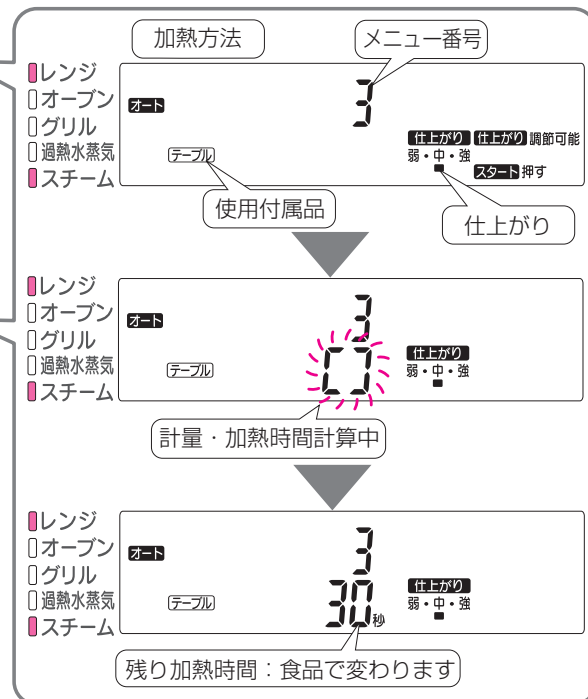 加熱方法
メニュー番号
レンジ
オーブン
グリル
過熱水蒸気
スチーム
オート
3
仕上がり 仕上がり 調節可能
弱・中・強
テーブル
スタート 押す
使用付属品
仕上がり
レンジ
オーブン
グリル
過熱水蒸気
スチーム
オート
3
仕上がり
弱・中・強
テーブル
計量・加熱時間計算中
レンジ
オーブン
グリル
過熱水蒸気
スチーム
オート
3
仕上がり
弱・中・強
テーブル
30秒
残り加熱時間：食品で変わります